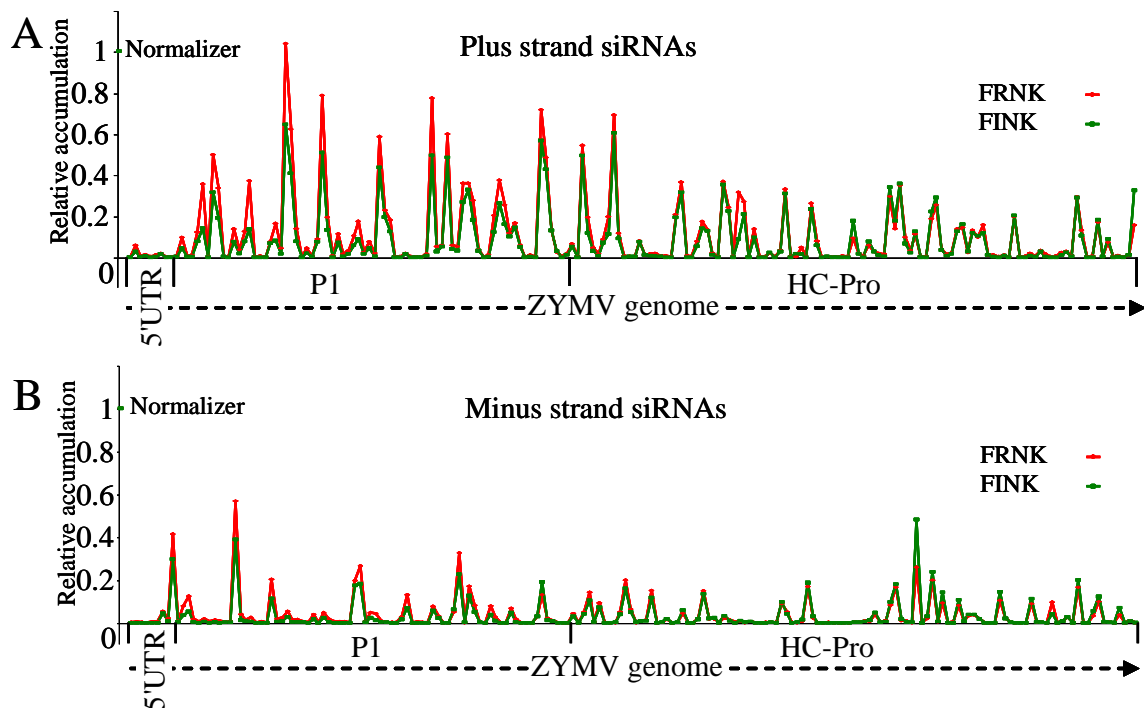 A
Relative accumulation
Normalizer
Plus strand siRNAs
1
0.8
0.6
0.4
0.2
0
FRNK
FINK
5'UTR
P1
HC-Pro
ZYMV genome
B
Relative accumulation
Normalizer
Minus strand siRNAs
1
0.8
0.6
0.4
0.2
0
FRNK
FINK
5'UTR
P1
HC-Pro
ZYMV genome